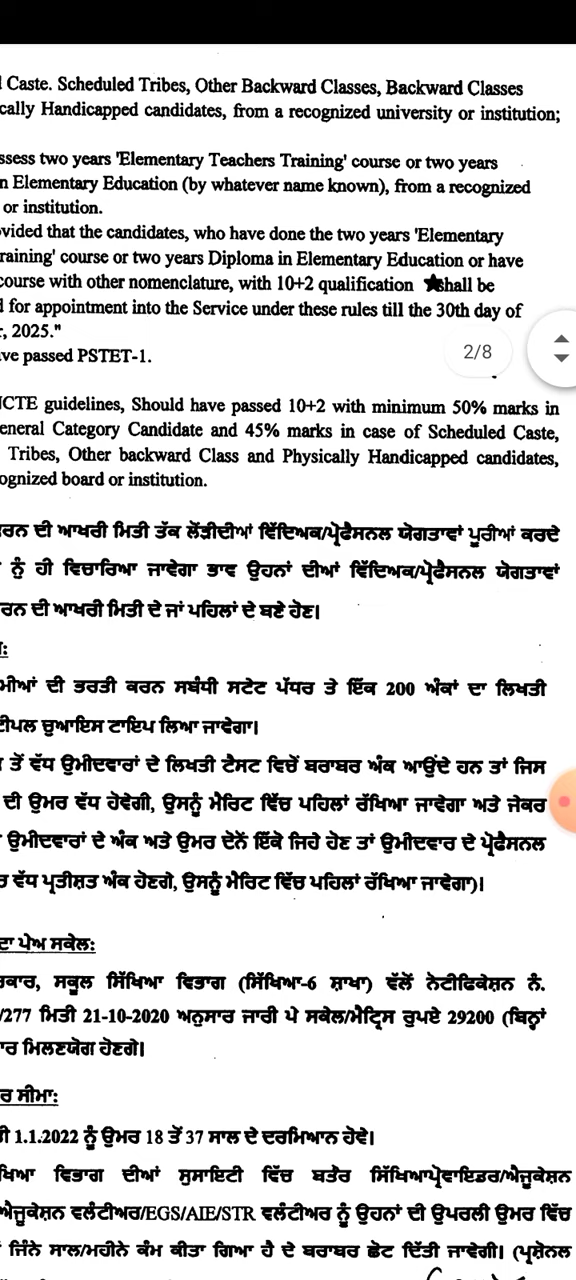 Caste. Scheduled Tribes, Other Backward Classes, Backward Classes
cally Handicapped candidates, from a recognized university or institution;
ssess two years 'Elementary Teachers Training' course or two years
n Elementary Education (by whatever name known), from a recognized
or institution.
vided that the candidates, who have done the two years 'Elementary
raining' course or two years Diploma in Elementary Education or have
course with other nomenclature, with 10+2 qualification ★shall be
d for appointment into the Service under these rules till the 30th day of
r, 2025."
ve passed PSTET-1.
2/8
NCTE guidelines, Should have passed 10+2 with minimum 50% marks in
eneral Category Candidate and 45% marks in case of Scheduled Caste,
Tribes, Other backward Class and Physically Handicapped candidates,
ognized board or institution.
ਰਨ ਦੀ ਆਖਰੀ ਮਿਤੀ ਤੱਕ ਲੋੜੀਦੀਆਂ ਵਿੱਦਿਅਕ/ਪ੍ਰੋਫੈਸਨਲ ਯੋਗਤਾਵਾਂ ਪੂਰੀਆਂ ਕਰਦੇ
ਨੂੰ ਹੀ ਵਿਚਾਰਿਆ ਜਾਵੇਗਾ ਭਾਵ ਉਹਨਾਂ ਦੀਆਂ ਵਿੱਦਿਅਕ/ਪ੍ਰੋਫੈਸਨਲ ਯੋਗਤਾਵਾਂ
ਰਨ ਦੀ ਆਖਰੀ ਮਿਤੀ ਦੇ ਜਾਂ ਪਹਿਲਾਂ ਦੇ ਬਣੇ ਹੋਣ।
ਮੀਆਂ ਦੀ ਭਰਤੀ ਕਰਨ ਸਬੰਧੀ ਸਟੇਟ ਪੱਧਰ ਤੇ ਇੱਕ 200 ਅੰਕਾਂ ਦਾ ਲਿਖਤੀ
ਟੀਪਲ ਚੁਆਇਸ ਟਾਇਪ ਲਿਆ ਜਾਵੇਗਾ।
ਤੋਂ ਵੱਧ ਉਮੀਦਵਾਰਾਂ ਦੇ ਲਿਖਤੀ ਟੈਸਟ ਵਿਚੋਂ ਬਰਾਬਰ ਅੰਕ ਆਉਂਦੇ ਹਨ ਤਾਂ ਜਿਸ
ਦੀ ਉਮਰ ਵੱਧ ਹੋਵੇਗੀ, ਉਸਨੂੰ ਮੈਰਿਟ ਵਿੱਚ ਪਹਿਲਾਂ ਰੱਖਿਆ ਜਾਵੇਗਾ ਅਤੇ ਜੇਕਰ
ਉਮੀਦਵਾਰਾਂ ਦੇ ਅੰਕ ਅਤੇ ਉਮਰ ਦੋਨੋਂ ਇੱਕੋ ਜਿਹੇ ਹੋਣ ਤਾਂ ਉਮੀਦਵਾਰ ਦੇ ਪ੍ਰੋਫੈਸਨਲ
ਚ ਵੱਧ ਪ੍ਰਤੀਸ਼ਤ ਅੰਕ ਹੋਣਗੇ, ਉਸਨੂੰ ਮੈਰਿਟ ਵਿੱਚ ਪਹਿਲਾਂ ਰੱਖਿਆ ਜਾਵੇਗਾ)।
ਦਾ ਪੇਅ ਸਕੇਲ:
ਰਕਾਰ, ਸਕੂਲ ਸਿੱਖਿਆ ਵਿਭਾਗ (ਸਿੱਖਿਆ-6 ਸ਼ਾਖਾ) ਵੱਲੋਂ ਨੋਟੀਫਿਕੇਸ਼ਨ ਨੰ.
/277 ਮਿਤੀ 21-10-2020 ਅਨੁਸਾਰ ਜਾਰੀ ਪੇ ਸਕੇਲ/ਮੈਟ੍ਰਿਸ ਰੁਪਏ 29200 (ਬਿਨ੍ਹਾਂ
ਾਰ ਮਿਲਣਯੋਗ ਹੋਣਗੇ।
ਰ ਸੀਮਾ:
ਤੀ 1.1.2022 ਨੂੰ ਉਮਰ 18 ਤੋਂ 37 ਸਾਲ ਦੇ ਦਰਮਿਆਨ ਹੋਵੇ।
ਖਿਆ ਵਿਭਾਗ ਦੀਆਂ ਸੁਸਾਇਟੀ ਵਿੱਚ ਬਤੌਰ ਸਿੱਖਿਆਪ੍ਰੋਵਾਇਡਰ/ਐਜੂਕੇਸ਼ਨ
ਐਜੂਕੇਸ਼ਨ ਵਲੰਟੀਅਰ/EGS/AIE/STR ਵਲੰਟੀਅਰ ਨੂੰ ਉਹਨਾਂ ਦੀ ਉਪਰਲੀ ਉਮਰ ਵਿੱਚ
ਜਿੰਨੇ ਸਾਲ/ਮਹੀਨੇ ਕੰਮ ਕੀਤਾ ਗਿਆ ਹੈ ਦੇ ਬਰਾਬਰ ਛੋਟ ਦਿੱਤੀ ਜਾਵੇਗੀ। (ਪ੍ਰਸ਼ੋਨਲ